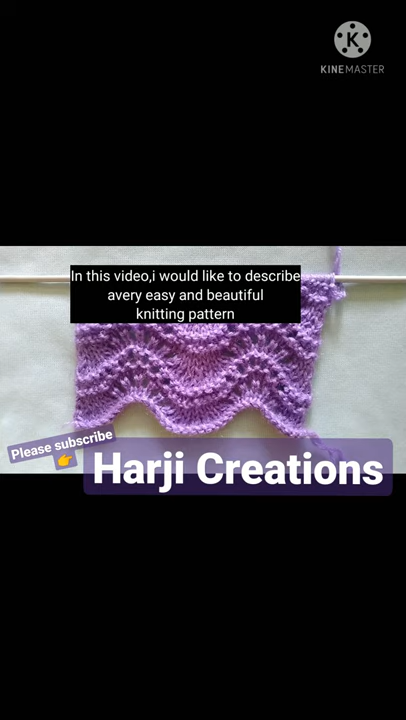 KINEMASTER
In this video,i would like to describe
avery easy and beautiful
knitting pattern
Please subscribe
👉
Harji Creations